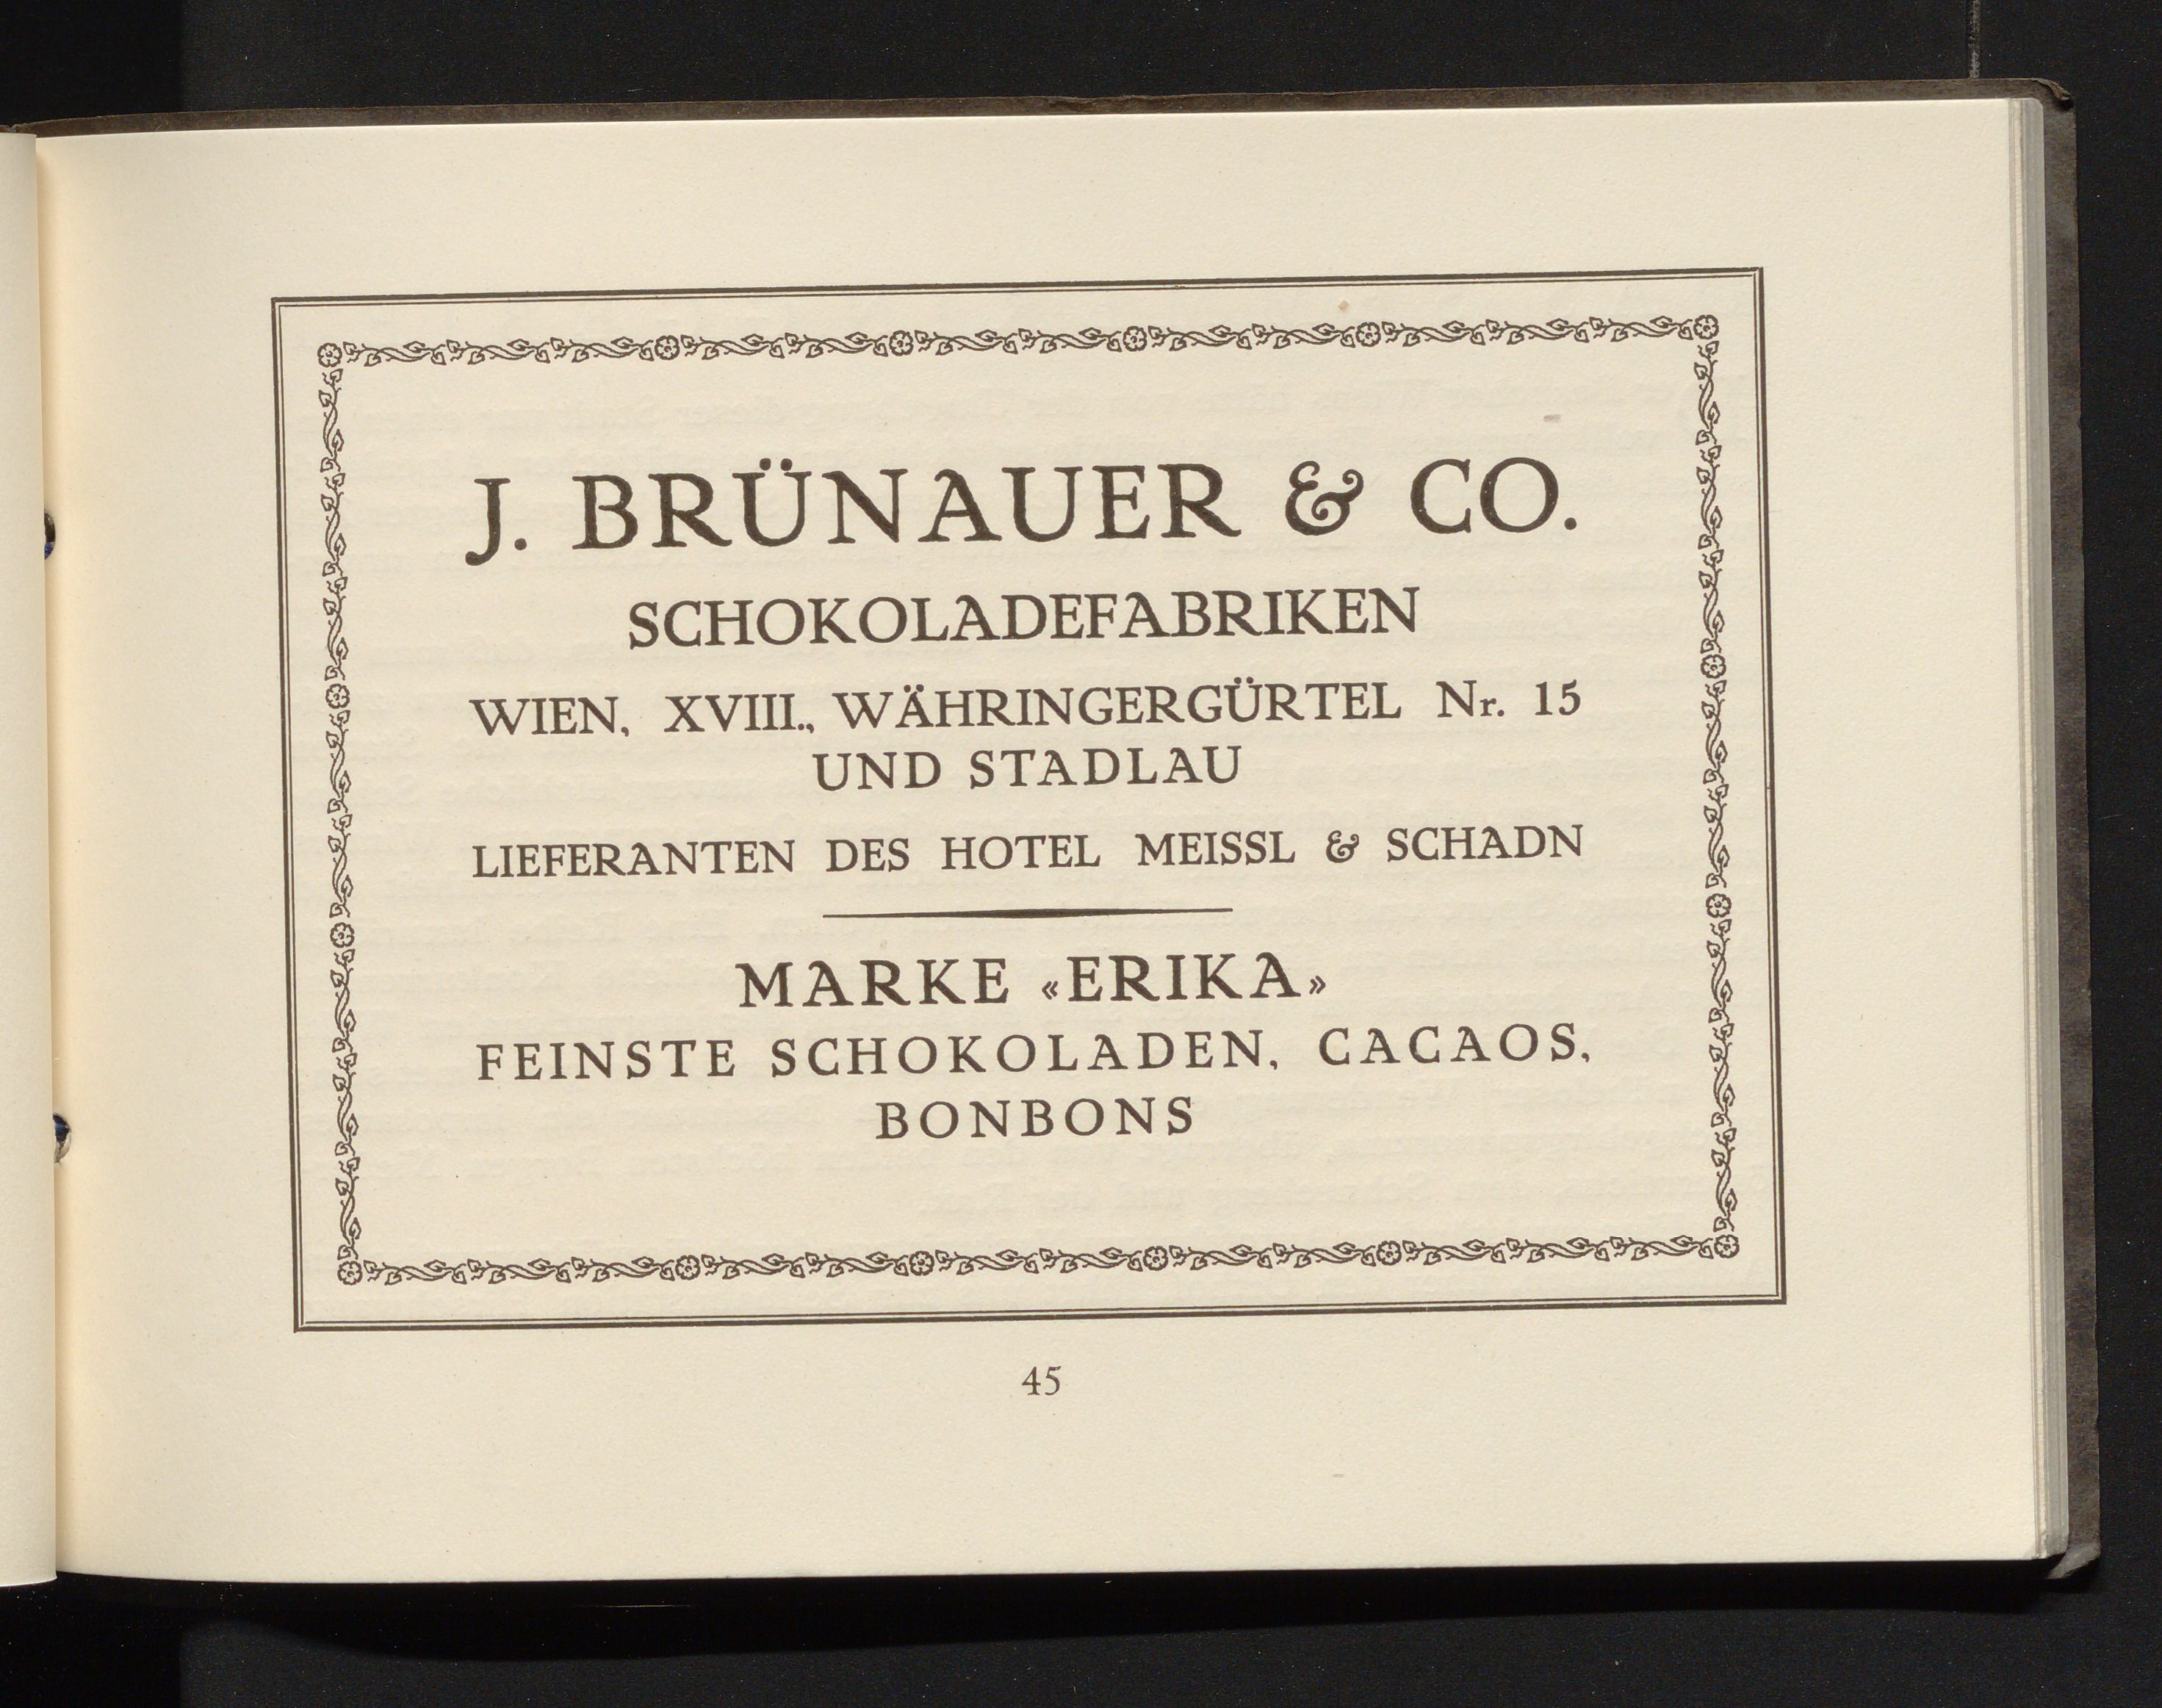 J. BRÜNAUER & CO.
SCHOKOLADEFABRIKEN
WIEN, XVIII., WÄHRINGERGÜRTEL Nr. 15
UND STADLAU
LIEFERANTEN DES HOTEL MEISSL & SCHADN
MARKE «ERIKA»
FEINSTE SCHOKOLADEN, CACAOS,
BONBONS
45